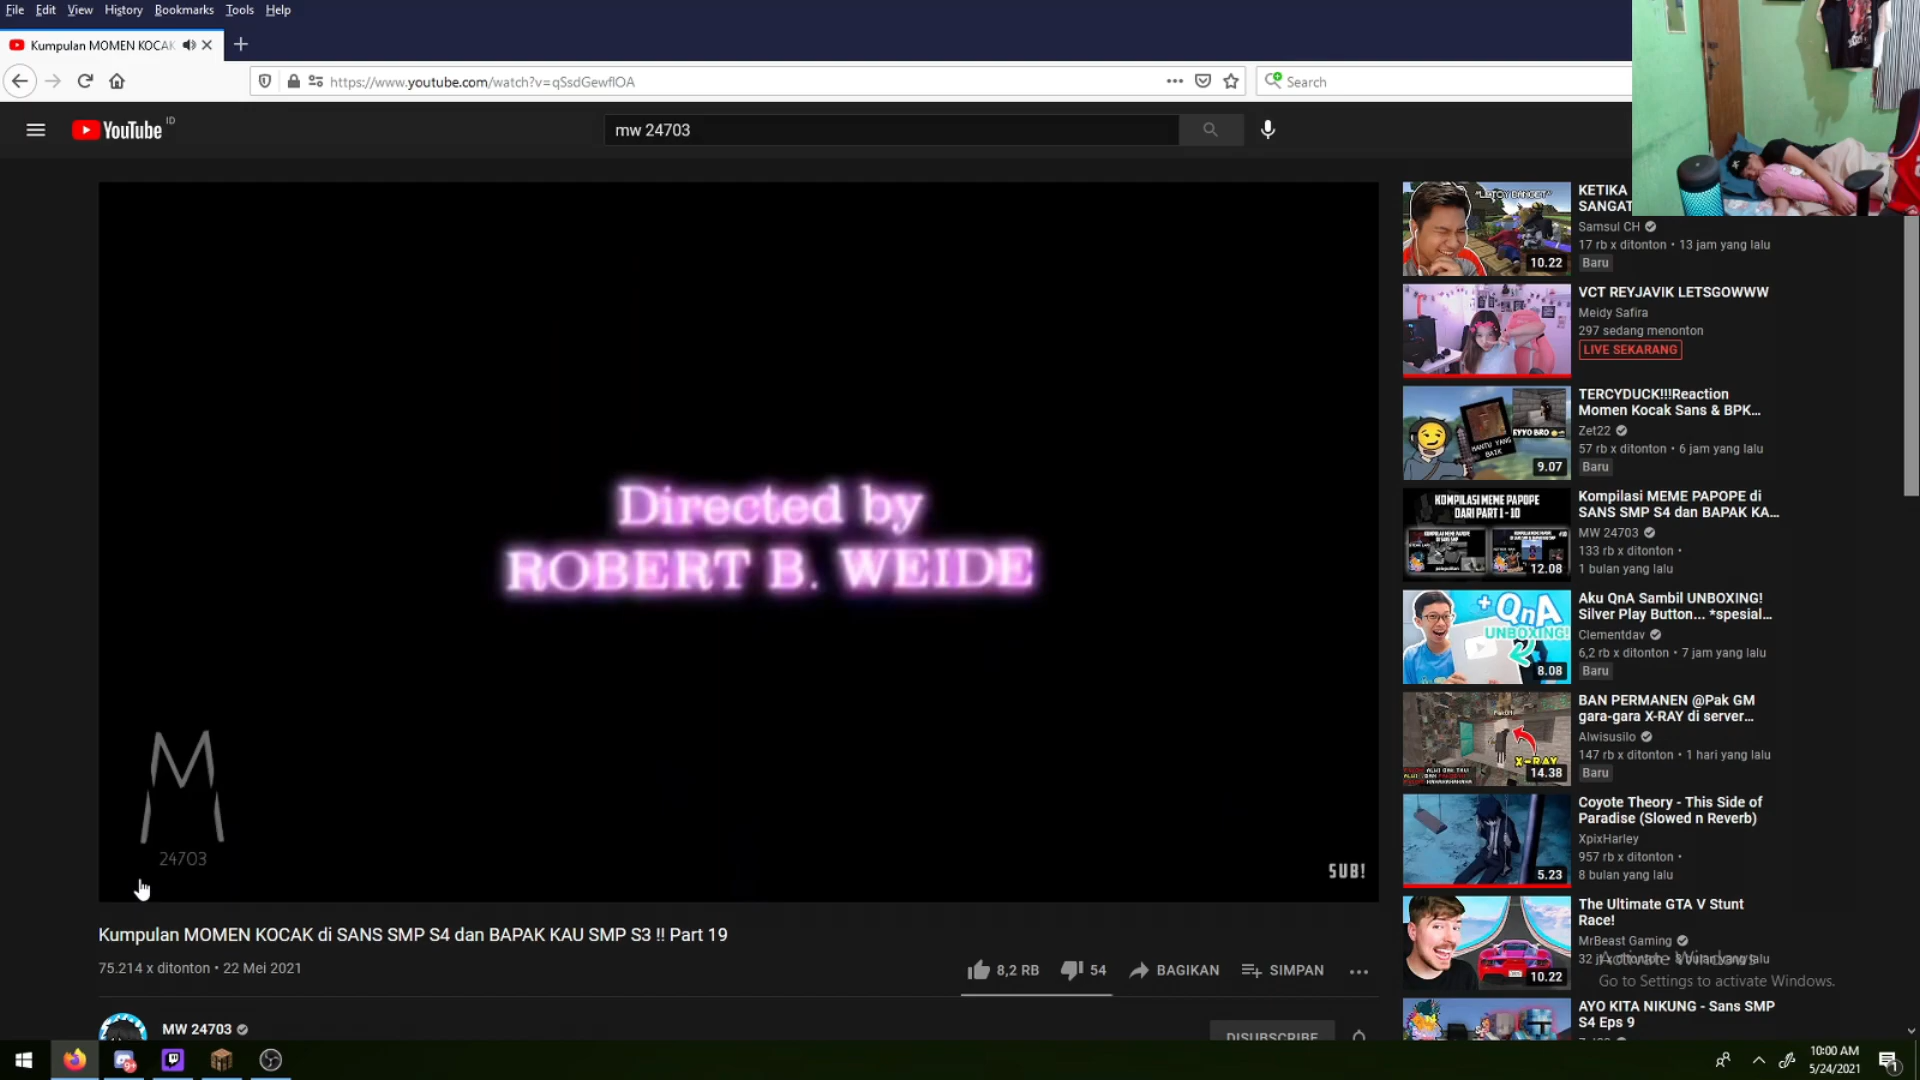 File Edit View History Bookmarks Tools Help
Kumpulan MOMEN KOCAK
https://www.youtube.com/watch?v=qSsdGewflOA
Search
YouTube ID
mw 24703
Directed by
ROBERT B. WEIDE
24703
SUB!
Kumpulan MOMEN KOCAK di SANS SMP S4 dan BAPAK KAU SMP S3 !! Part 19
75.214 x ditonton • 22 Mei 2021
8,2 RB
54
BAGIKAN
SIMPAN
MW 24703
DISUBSCRIBE
10.22
KETIKA
SANGAT
Samsul CH
17 rb x ditonton • 13 jam yang lalu
Baru
VCT REYJAVIK LETSGOWWW
Meidy Safira
297 sedang menonton
LIVE SEKARANG
HANTU YANG
BAIK
EYYO BRO
9.07
TERCYDUCK!!!Reaction
Momen Kocak Sans & BPK...
Zet22
57 rb x ditonton • 6 jam yang lalu
Baru
KOMPILASI MEME PAPOPE
DARI PART 1 - 10
12.08
Kompilasi MEME PAPOPE di
SANS SMP S4 dan BAPAK KA...
MW 24703
133 rb x ditonton •
1 bulan yang lalu
+ QnA
UNBOXING!
8.08
Aku QnA Sambil UNBOXING!
Silver Play Button... *spesial...
Clementdav
6,2 rb x ditonton • 7 jam yang lalu
Baru
X-RAY
14.38
BAN PERMANEN @Pak GM
gara-gara X-RAY di server...
Alwisusilo
147 rb x ditonton • 1 hari yang lalu
Baru
5.23
Coyote Theory - This Side of
Paradise (Slowed n Reverb)
XpixHarley
957 rb x ditonton •
8 bulan yang lalu
10.22
The Ultimate GTA V Stunt
Race!
MrBeast Gaming
Activate Windows
Go to Settings to activate Windows.
AYO KITA NIKUNG - Sans SMP
S4 Eps 9
10:00 AM
5/24/2021